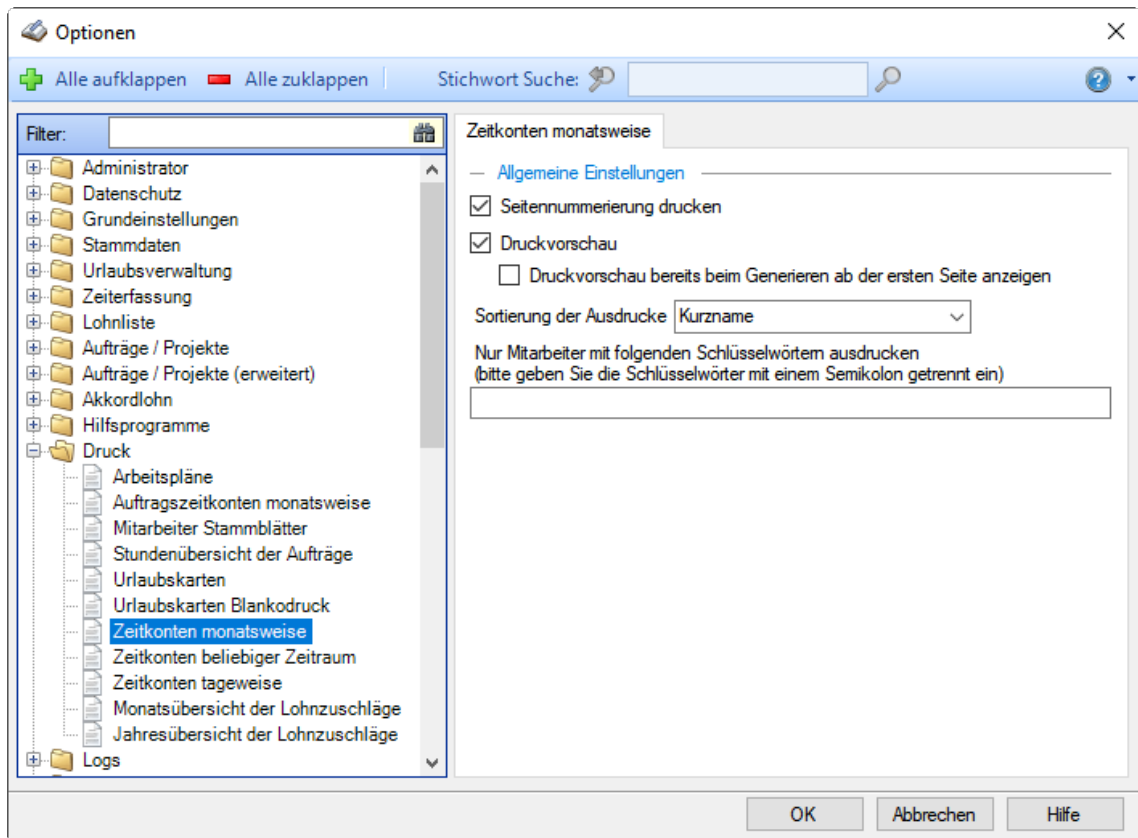 Optionen
Alle aufklappen Alle zuklappen Stichwort Suche:
Filter:
Administrator
Datenschutz
Grundeinstellungen
Stammdaten
Urlaubsverwaltung
Zeiterfassung
Lohnliste
Aufträge / Projekte
Aufträge / Projekte (erweitert)
Akkordlohn
Hilfsprogramme
Druck
Arbeitspläne
Auftragszeitkonten monatsweise
Mitarbeiter Stammblätter
Stundenübersicht der Aufträge
Urlaubskarten
Urlaubskarten Blankodruck
Zeitkonten monatsweise
Zeitkonten beliebiger Zeitraum
Zeitkonten tageweise
Monatsübersicht der Lohnzuschläge
Jahresübersicht der Lohnzuschläge
Logs
Zeitkonten monatsweise
Allgemeine Einstellungen
Seitennummerierung drucken
Druckvorschau
Druckvorschau bereits beim Generieren ab der ersten Seite anzeigen
Sortierung der Ausdrucke Kurzname
Nur Mitarbeiter mit folgenden Schlüsselwörtern ausdrucken
(bitte geben Sie die Schlüsselwörter mit einem Semikolon getrennt ein)
OK Abbrechen Hilfe